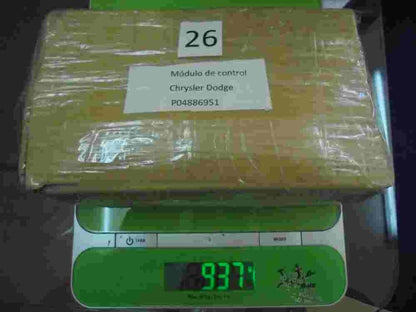 26
Módulo de control
Chrysler Dodge
P04886951
937